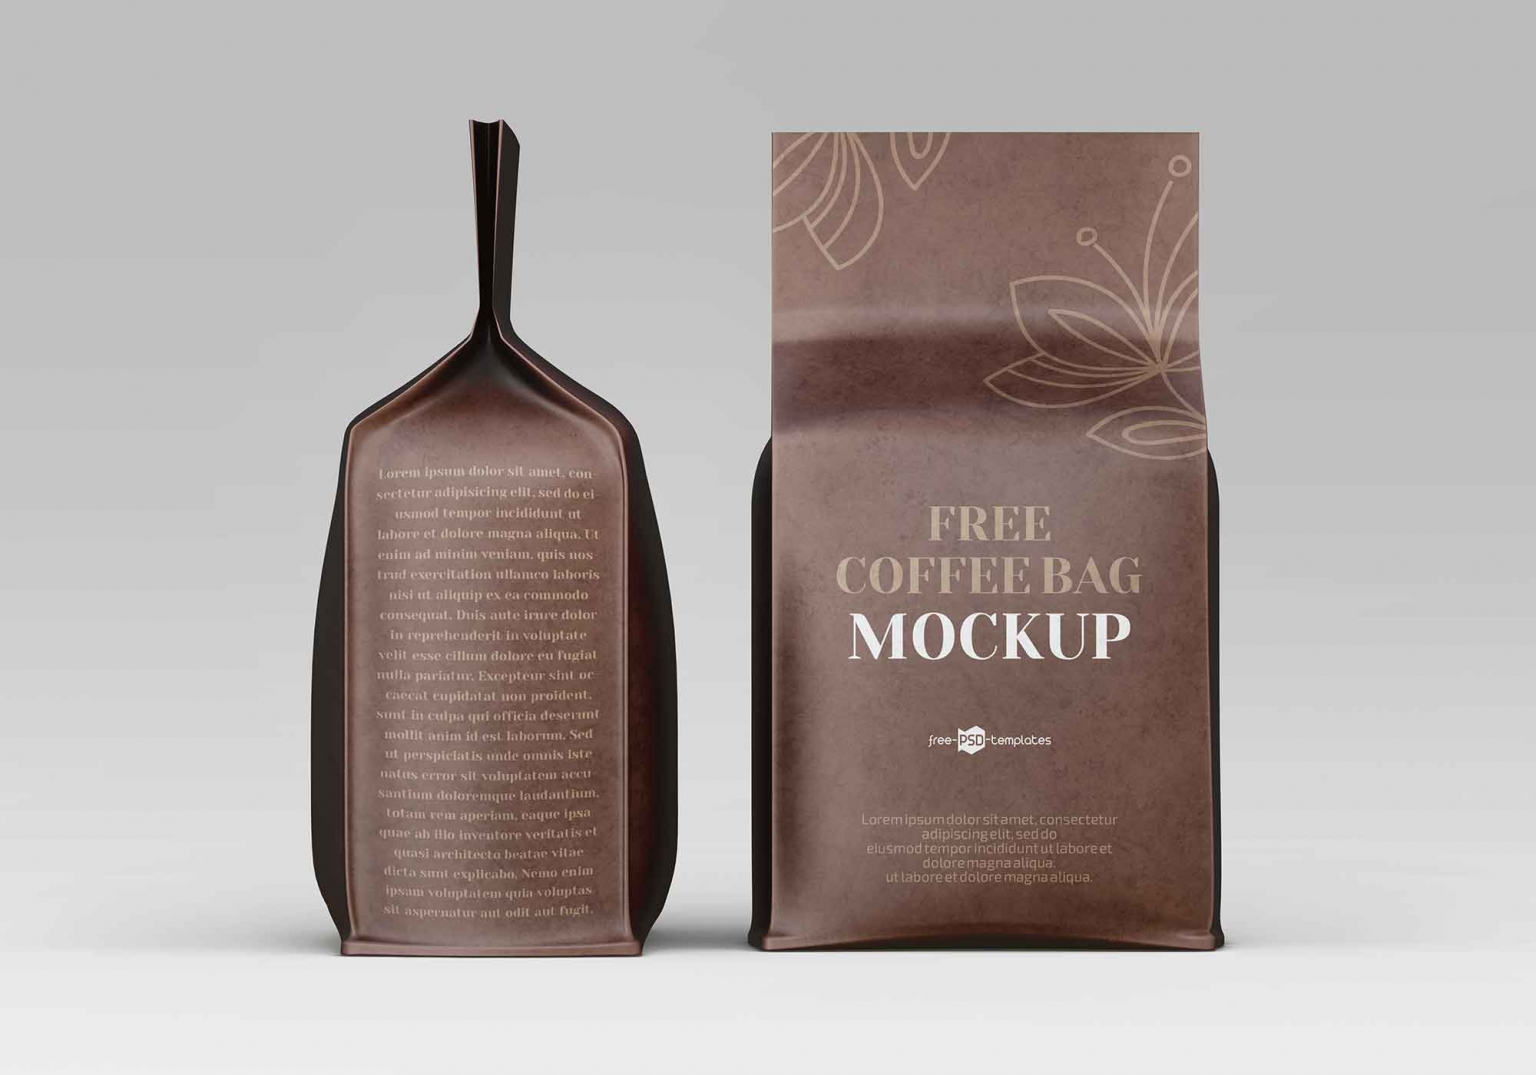 Lorem ipsum dolor sit amet, con-
sectetur adipisicing elit, sed do ei-
usmod tempor incididunt ut
labore et dolore magna aliqua. Ut
enim ad minim veniam, quis nos-
trud exercitation ullamco laboris
nisi ut aliquip ex ea commodo
consequat. Duis aute irure dolor
in reprehenderit in voluptate
velit esse cillum dolore eu fugiat
nulla pariatur. Excepteur sint oc-
caecat cupidatat non proident,
sunt in culpa qui officia deserunt
mollit anim id est laborum. Sed
ut perspiciatis unde omnis iste
natus error sit voluptatem accu-
santium doloremque laudantium,
totam rem aperiam, eaque ipsa
quae ab illo inventore veritatis et
quasi architecto beatae vitae
dicta sunt explicabo. Nemo enim
ipsam voluptatem quia voluptas
sit aspernatur aut odit aut fugit,
FREE
COFFEE BAG
MOCKUP
free-PSD-templates
Lorem ipsum dolor sit amet, consectetur
adipiscing elit, sed do
eiusmod tempor incididunt ut labore et
dolore magna aliqua.
ut labore et dolore magna aliqua.